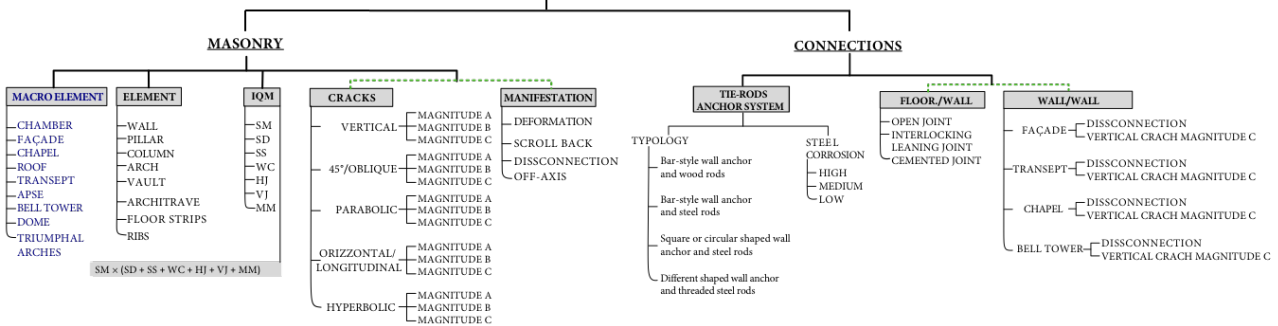 MASONRY
CONNECTIONS
MACRO ELEMENT
CHAMBER
FAÇADE
CHAPEL
ROOF
TRANSEPT
APSE
BELL TOWER
DOME
TRIUMPHAL
ARCHES
ELEMENT
WALL
PILLAR
COLUMN
ARCH
VAULT
ARCHITRAVE
FLOOR STRIPS
RIBS
IQM
SM
SD
SS
WC
HJ
VJ
MM
SM × (SD + SS + WC + HJ + VJ + MM)
CRACKS
VERTICAL
MAGNITUDE A
MAGNITUDE B
MAGNITUDE C
45°/OBLIQUE
MAGNITUDE A
MAGNITUDE B
MAGNITUDE C
PARABOLIC
MAGNITUDE A
MAGNITUDE B
MAGNITUDE C
ORIZZONTAL/
LONGITUDINAL
MAGNITUDE A
MAGNITUDE B
MAGNITUDE C
HYPERBOLIC
MAGNITUDE A
MAGNITUDE B
MAGNITUDE C
MANIFESTATION
DEFORMATION
SCROLL BACK
DISSCONNECTION
OFF-AXIS
TIE-RODS
ANCHOR SYSTEM
TYPOLOGY
Bar-style wall anchor
and wood rods
Bar-style wall anchor
and steel rods
Square or circular shaped wall
anchor and steel rods
Different shaped wall anchor
and threaded steel rods
STEEL
CORROSION
HIGH
MEDIUM
LOW
FLOOR./WALL
OPEN JOINT
INTERLOCKING
LEANING JOINT
CEMENTED JOINT
WALL/WALL
FAÇADE
DISSCONNECTION
VERTICAL CRACH MAGNITUDE C
TRANSEPT
DISSCONNECTION
VERTICAL CRACH MAGNITUDE C
CHAPEL
DISSCONNECTION
VERTICAL CRACH MAGNITUDE C
BELL TOWER
DISSCONNECTION
VERTICAL CRACH MAGNITUDE C